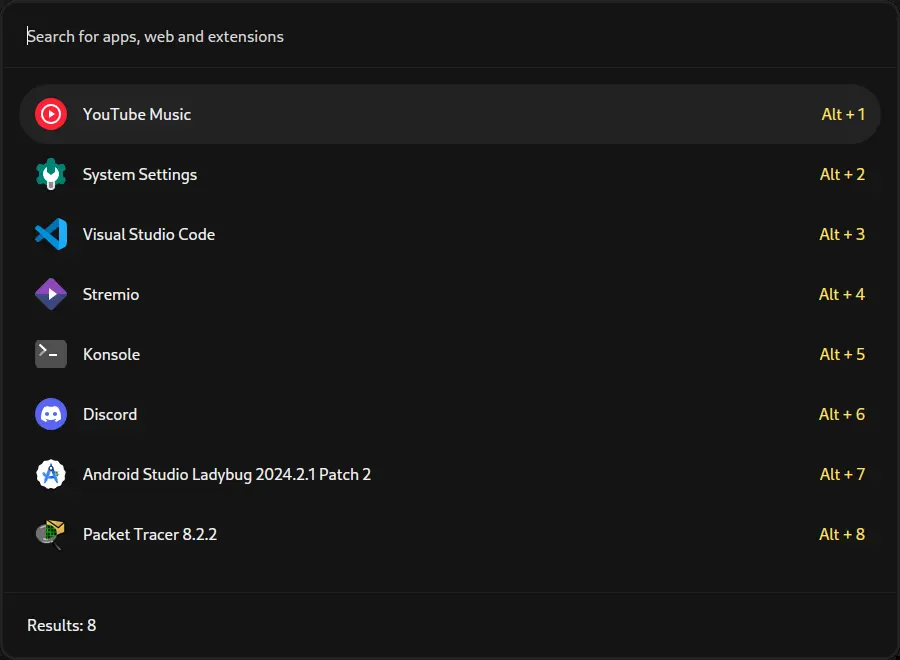 Search for apps, web and extensions
YouTube Music Alt + 1
System Settings Alt + 2
Visual Studio Code Alt + 3
Stremio Alt + 4
Konsole Alt + 5
Discord Alt + 6
Android Studio Ladybug 2024.2.1 Patch 2 Alt + 7
Packet Tracer 8.2.2 Alt + 8
Results: 8